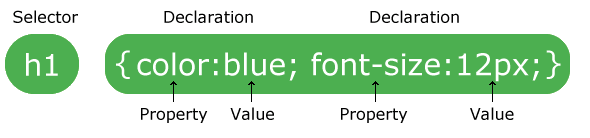 Selector Declaration Declaration
h1 {color:blue; font-size:12px;}
Property Value Property Value